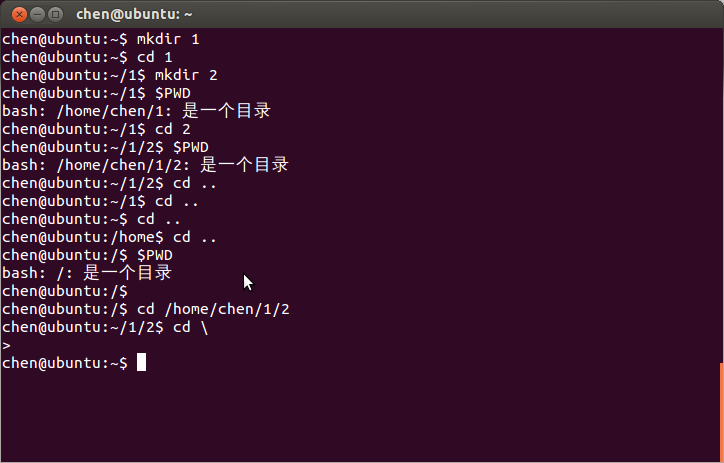 chen@ubuntu: ~
chen@ubuntu:~$ mkdir 1
chen@ubuntu:~$ cd 1
chen@ubuntu:~/1$ mkdir 2
chen@ubuntu:~/1$ $PWD
bash: /home/chen/1: 是一个目录
chen@ubuntu:~/1$ cd 2
chen@ubuntu:~/1/2$ $PWD
bash: /home/chen/1/2: 是一个目录
chen@ubuntu:~/1/2$ cd ..
chen@ubuntu:~/1$ cd ..
chen@ubuntu:~$ cd ..
chen@ubuntu:/home$ cd ..
chen@ubuntu:/$ $PWD
bash: /: 是一个目录
chen@ubuntu:/$
chen@ubuntu:/$ cd /home/chen/1/2
chen@ubuntu:~/1/2$ cd \
>
chen@ubuntu:~$